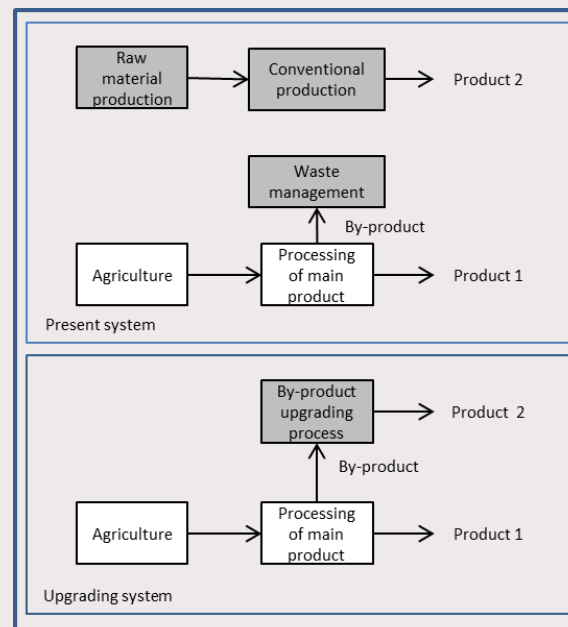 Raw
material
production
Conventional
production
Product 2
Waste
management
By-product
Agriculture
Processing
of main
product
Product 1
Present system
By-product
upgrading
process
Product 2
By-product
Agriculture
Processing
of main
product
Product 1
Upgrading system